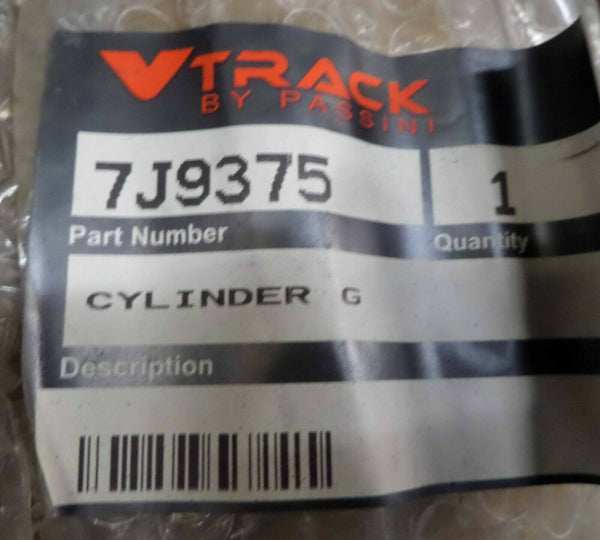 VTRACK
BY PASSINI
7J9375 1
Part Number Quantity
CYLINDER G
Description